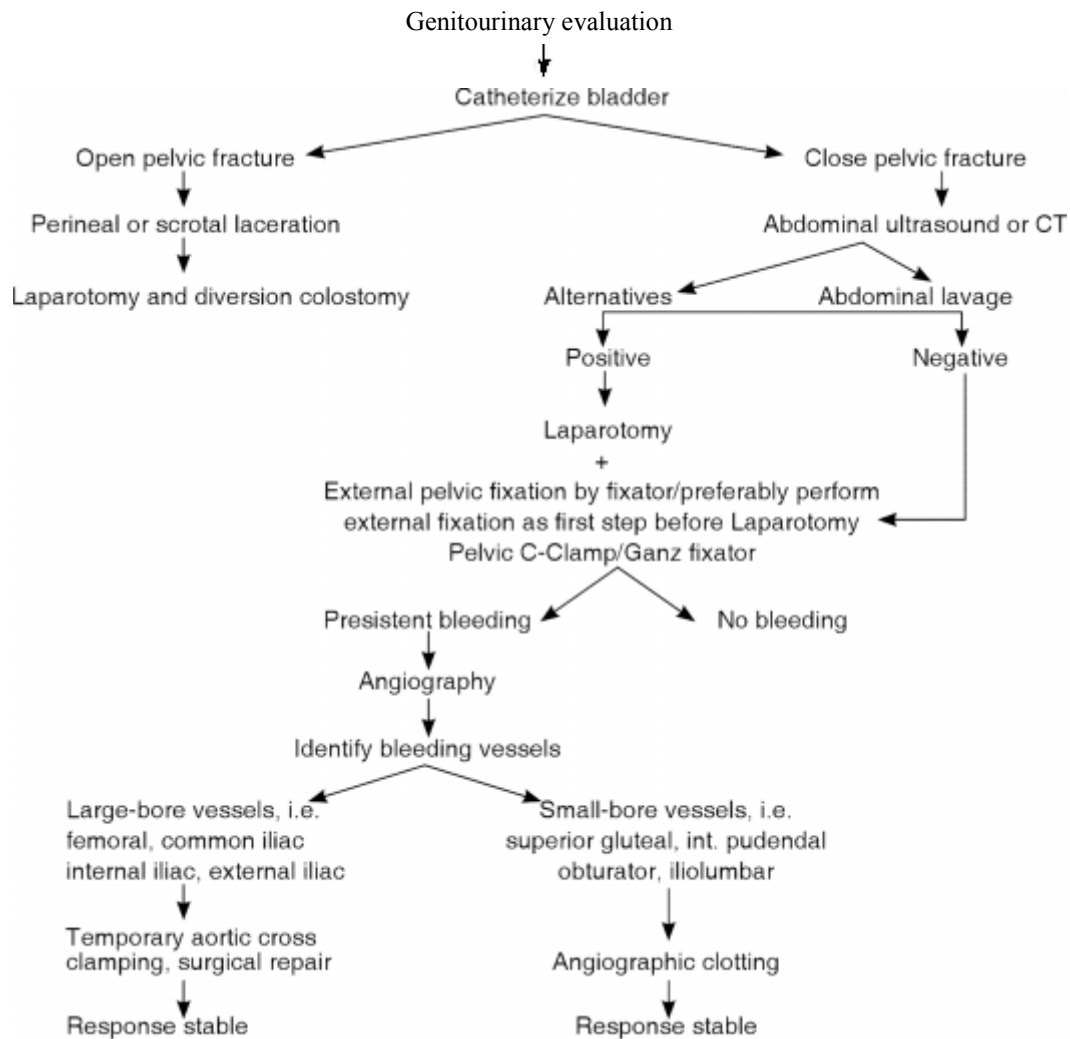 Genitourinary evaluation
Catheterize bladder
Open pelvic fracture
Close pelvic fracture
Perineal or scrotal laceration
Abdominal ultrasound or CT
Laparotomy and diversion colostomy
Alternatives
Abdominal lavage
Positive
Negative
Laparotomy
+
External pelvic fixation by fixator/preferably perform
external fixation as first step before Laparotomy
Pelvic C-Clamp/Ganz fixator
Presistent bleeding
No bleeding
Angiography
Identify bleeding vessels
Large-bore vessels, i.e.
femoral, common iliac
internal iliac, external iliac
Small-bore vessels, i.e.
superior gluteal, int. pudendal
obturator, iliolumbar
Temporary aortic cross
clamping, surgical repair
Angiographic clotting
Response stable
Response stable